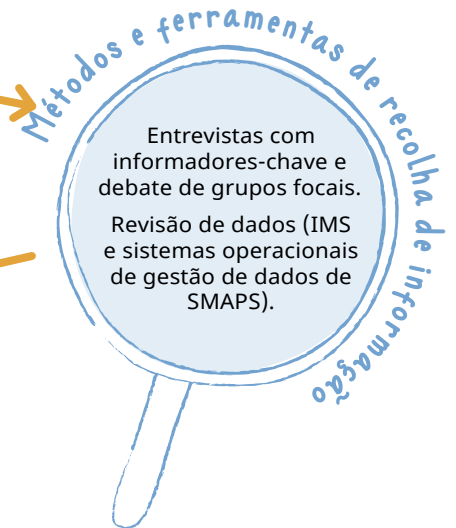 Métodos e ferramentas de recolha de informação
Entrevistas com
informadores-chave e
debate de grupos focais.
Revisão de dados (IMS
e sistemas operacionais
de gestão de dados de
SMAPS).